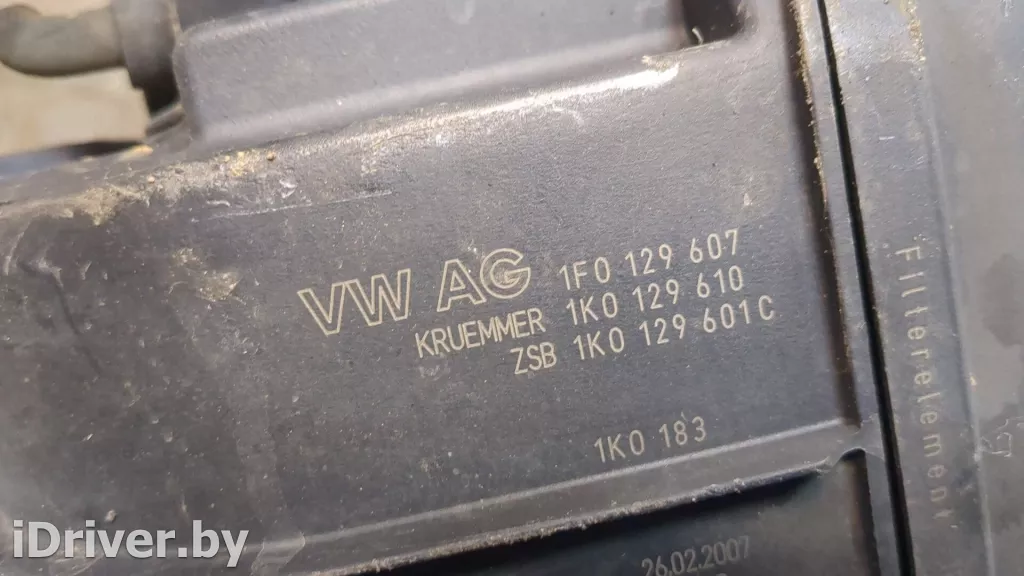 VW AG 1F0 129 607
KRUEMMER 1K0 129 610
ZSB 1K0 129 601C
1K0 183
26.02.2007
Filterelement
iDriver.by